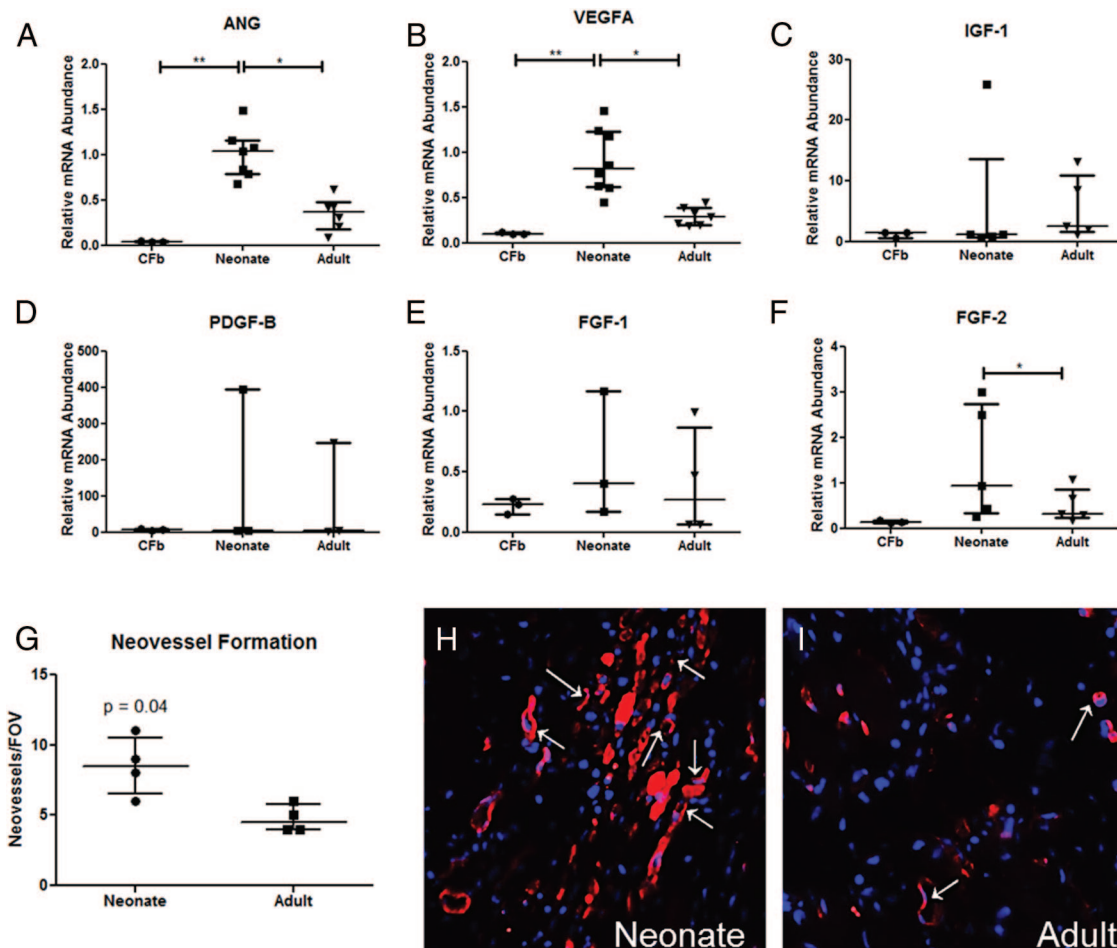 A
ANG
** *
Relative mRNA Abundance
2.0
1.5
1.0
0.5
0.0
CFb Neonate Adult
B
VEGFA
** *
Relative mRNA Abundance
2.0
1.5
1.0
0.5
0.0
CFb Neonate Adult
C
IGF-1
Relative mRNA Abundance
30
20
10
0
CFb Neonate Adult
D
PDGF-B
Relative mRNA Abundance
500
400
300
200
100
0
CFb Neonate Adult
E
FGF-1
Relative mRNA Abundance
1.5
1.0
0.5
0.0
CFb Neonate Adult
F
FGF-2
*
Relative mRNA Abundance
4
3
2
1
0
CFb Neonate Adult
G
Neovessel Formation
p = 0.04
Neovessels/FOV
15
10
5
0
Neonate Adult
H
Neonate
I
Adult